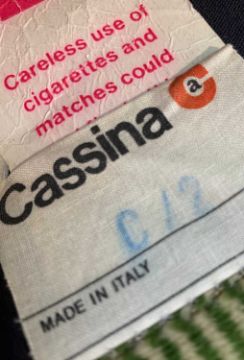 Careless use of
cigarettes and
matches could
Cassina
a
C/2
MADE IN ITALY